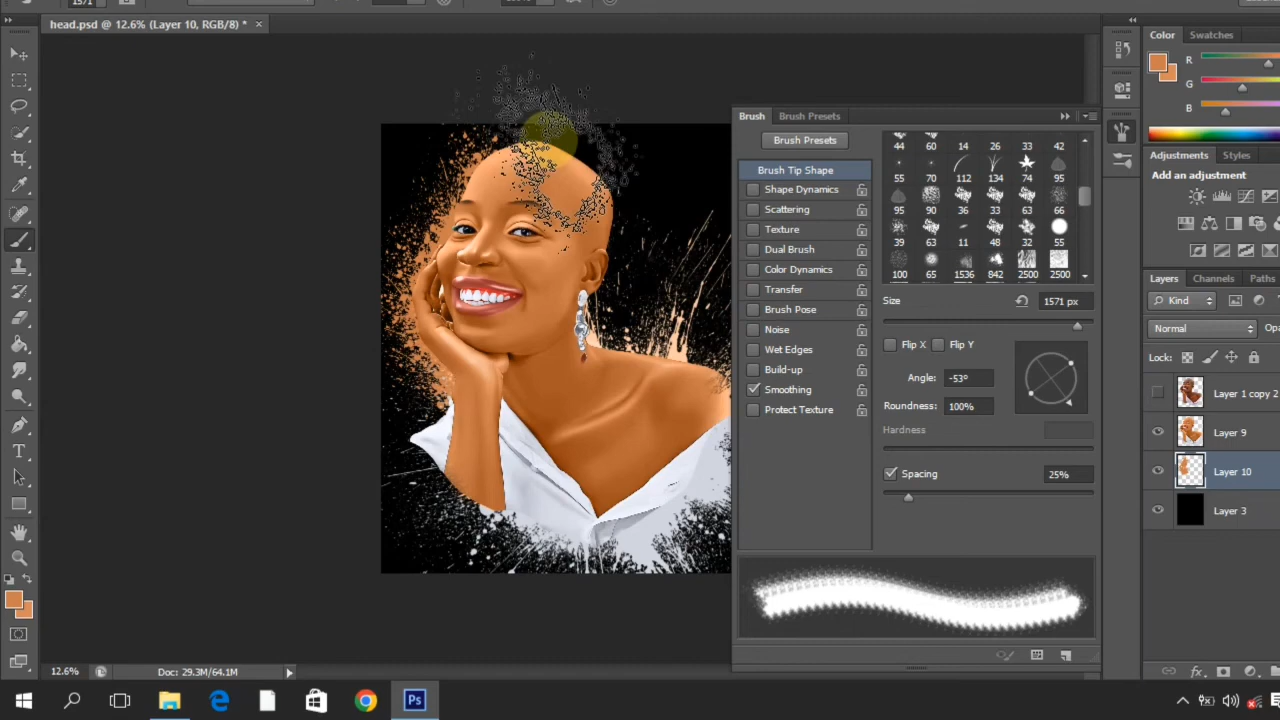 1571
head.psd @ 12.6% (Layer 10, RGB/8) *
Brush
Brush Presets
Brush Presets
Brush Tip Shape
Shape Dynamics
Scattering
Texture
Dual Brush
Color Dynamics
Transfer
Brush Pose
Noise
Wet Edges
Build-up
Smoothing
Protect Texture
44 60 14 26 33 42
55 70 112 134 74 95
95 90 36 33 63 66
39 63 11 48 32 55
100 65 1536 842 2500 2500
Size 1571 px
Flip X Flip Y
Angle: -53º
Roundness: 100%
Hardness
Spacing 25%
Color Swatches
R
G
B
Adjustments Styles
Add an adjustment
Layers Channels Paths
Kind
Normal
Lock:
Layer 1 copy 2
Layer 9
Layer 10
Layer 3
fx
T
12.6% Doc: 29.3M/64.1M
Ps